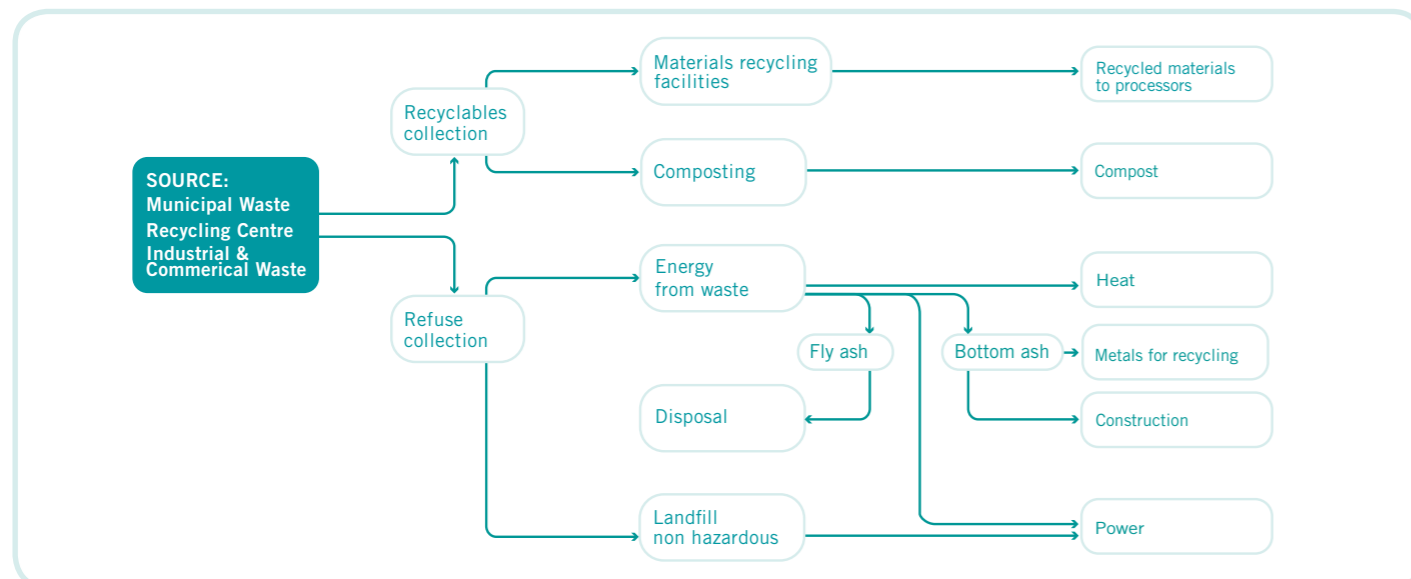 SOURCE:
Municipal Waste
Recycling Centre
Industrial &
Commerical Waste
Recyclables
collection
Refuse
collection
Materials recycling
facilities
Composting
Energy
from waste
Fly ash
Bottom ash
Disposal
Landfill
non hazardous
Recycled materials
to processors
Compost
Heat
Metals for recycling
Construction
Power